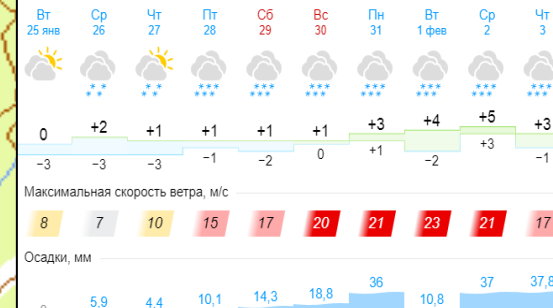 Вт Ср Чт Пт Сб Вс Пн Вт Ср Чт
25 янв 26 27 28 29 30 31 1 фев 2 3
0 +2 +1 +1 +1 +1 +3 +4 +5 +3
−3 −3 −3 −1 −2 0 +1 −2 +3 −1
Максимальная скорость ветра, м/с
8 7 10 15 17 20 21 23 21 17
Осадки, мм
5,9 4,4 10,1 14,3 18,8 36 10,8 37 37,8